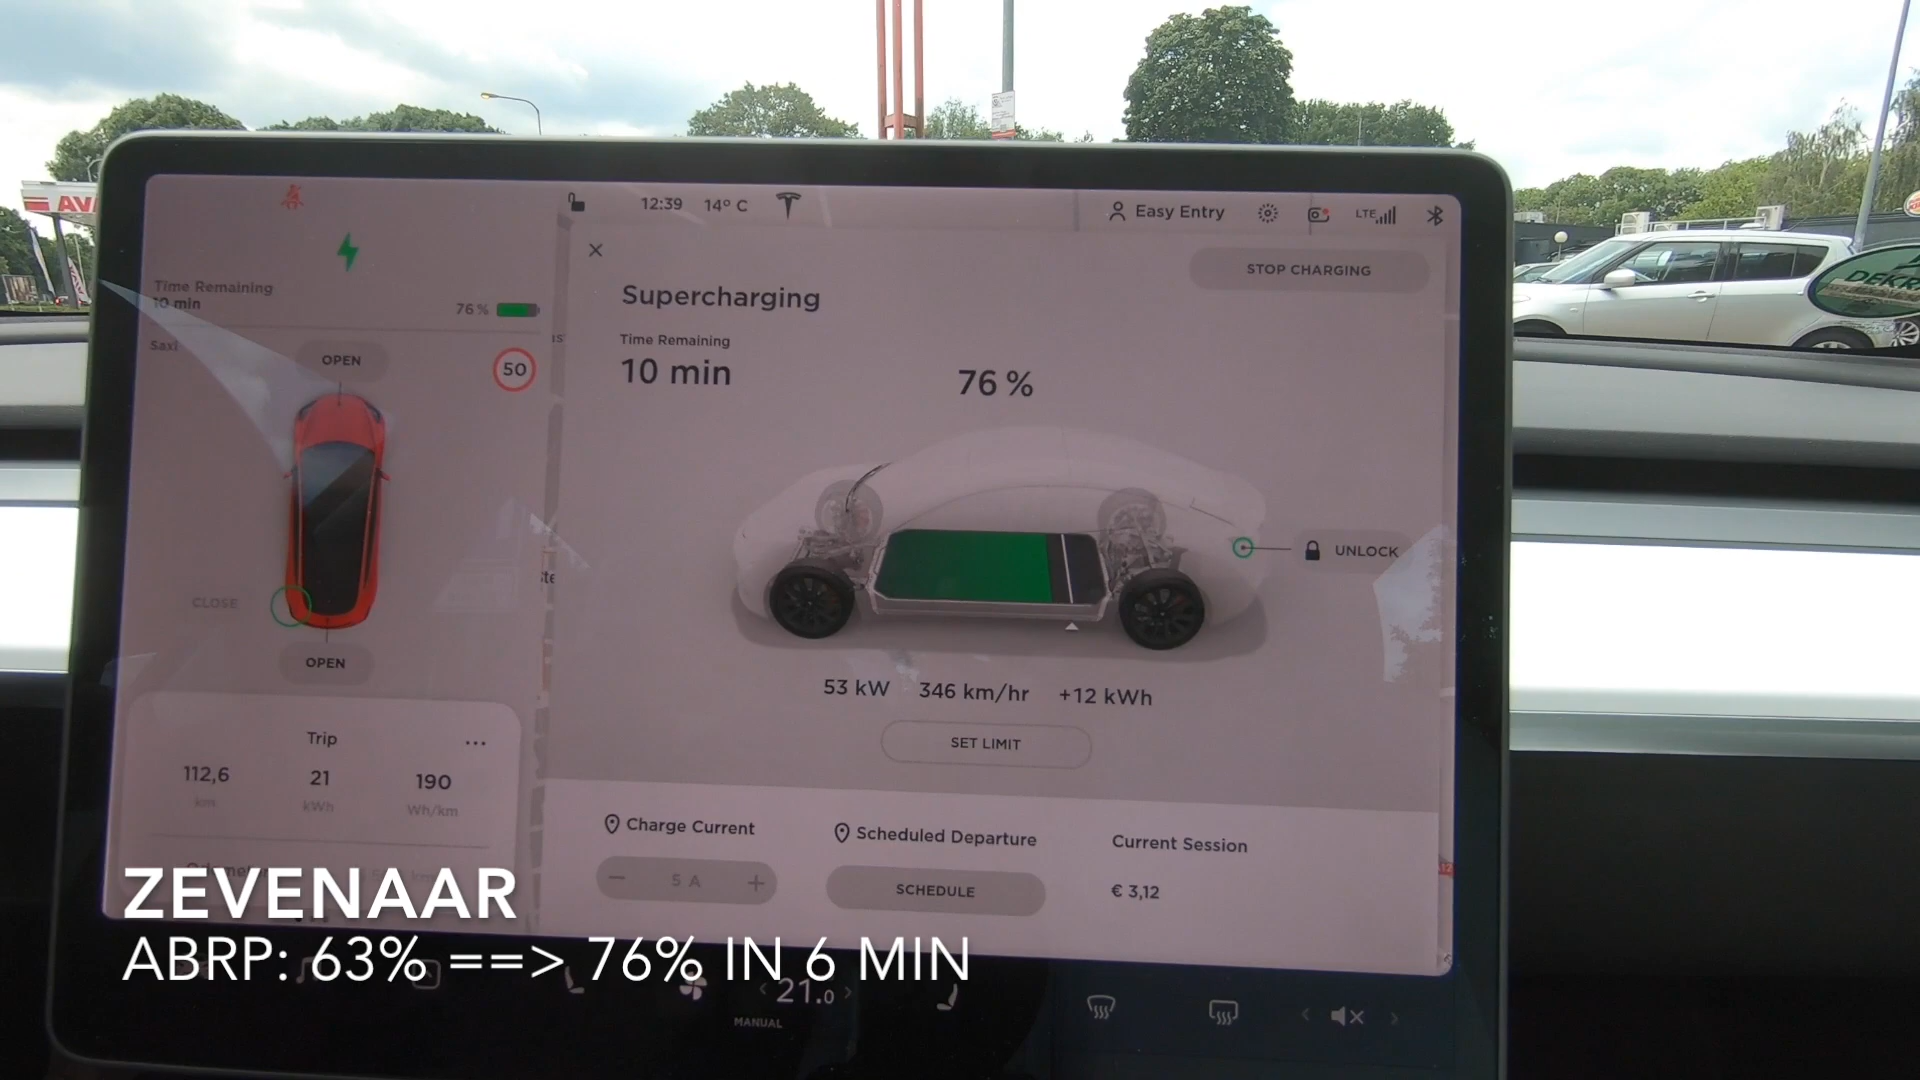 12:39 14° C
Easy Entry
LTE
Time Remaining
10 min
76 %
OPEN
50
CLOSE
OPEN
Trip
112,6 21 190
km kWh Wh/km
STOP CHARGING
Supercharging
Time Remaining
10 min
76 %
UNLOCK
53 kW 346 km/hr +12 kWh
SET LIMIT
Charge Current
5 A
Scheduled Departure
SCHEDULE
Current Session
€ 3,12
ZEVENAAR
ABRP: 63% ==> 76% IN 6 MIN
21.0
MANUAL